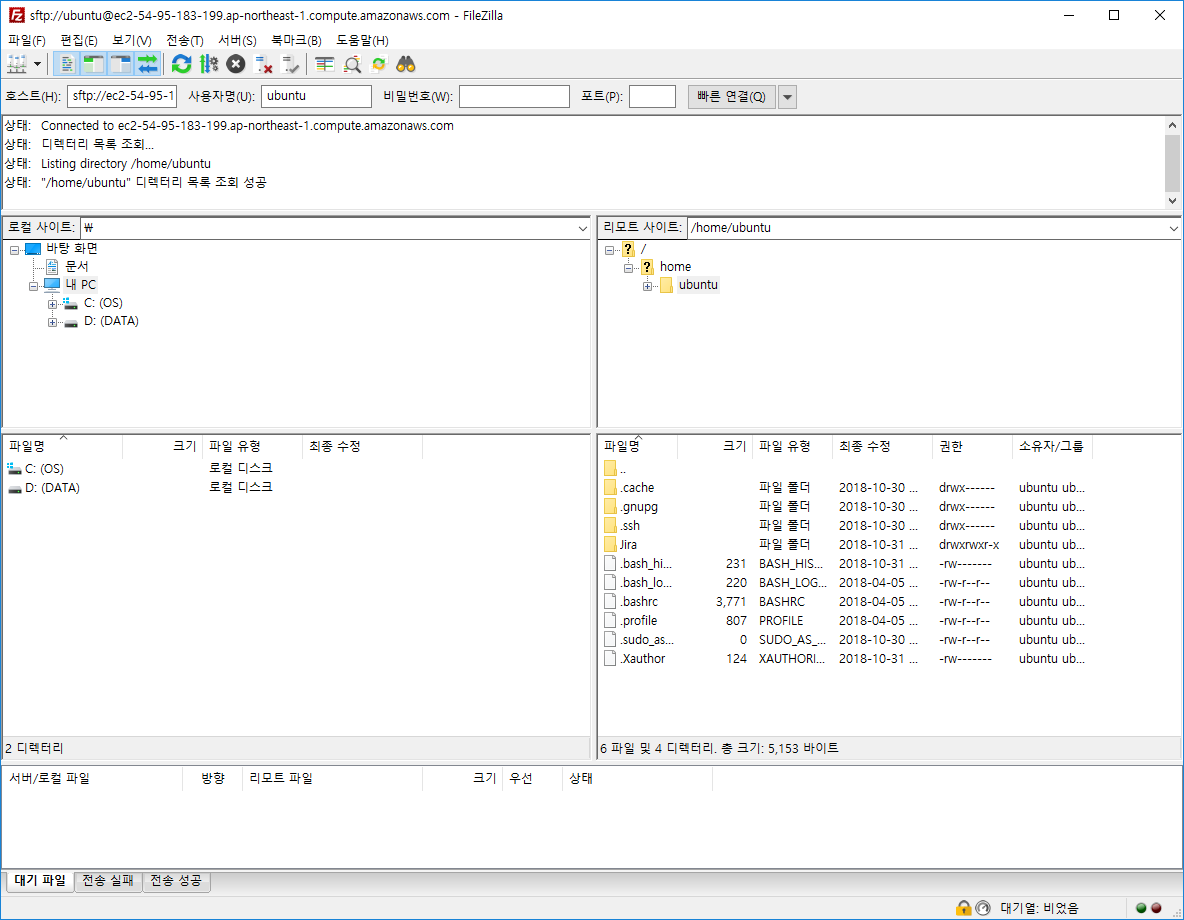 sftp://ubuntu@ec2-54-95-183-199.ap-northeast-1.compute.amazonaws.com - FileZilla
파일(F) 편집(E) 보기(V) 전송(T) 서버(S) 북마크(B) 도움말(H)
호스트(H): sftp://ec2-54-95-1 사용자명(U): ubuntu 비밀번호(W): 포트(P): 빠른 연결(Q)
상태: Connected to ec2-54-95-183-199.ap-northeast-1.compute.amazonaws.com
상태: 디렉터리 목록 조회...
상태: Listing directory /home/ubuntu
상태: "/home/ubuntu" 디렉터리 목록 조회 성공
로컬 사이트: ₩
바탕 화면
문서
내 PC
C: (OS)
D: (DATA)
리모트 사이트: /home/ubuntu
/
home
ubuntu
파일명 크기 파일 유형 최종 수정
C: (OS) 로컬 디스크
D: (DATA) 로컬 디스크
2 디렉터리
파일명 크기 파일 유형 최종 수정 권한 소유자/그룹
..
.cache 파일 폴더 2018-10-30 ... drwx------ ubuntu ub...
.gnupg 파일 폴더 2018-10-30 ... drwx------ ubuntu ub...
.ssh 파일 폴더 2018-10-30 ... drwx------ ubuntu ub...
Jira 파일 폴더 2018-10-31 ... drwxrwxr-x ubuntu ub...
.bash_hi... 231 BASH_HIS... 2018-10-31 ... -rw------- ubuntu ub...
.bash_lo... 220 BASH_LOG... 2018-04-05 ... -rw-r--r-- ubuntu ub...
.bashrc 3,771 BASHRC 2018-04-05 ... -rw-r--r-- ubuntu ub...
.profile 807 PROFILE 2018-04-05 ... -rw-r--r-- ubuntu ub...
.sudo_as... 0 SUDO_AS_... 2018-10-30 ... -rw-r--r-- ubuntu ub...
.Xauthor 124 XAUTHORI... 2018-10-31 ... -rw------- ubuntu ub...
6 파일 및 4 디렉터리. 총 크기: 5,153 바이트
서버/로컬 파일 방향 리모트 파일 크기 우선 상태
대기 파일 전송 실패 전송 성공
대기열: 비었음